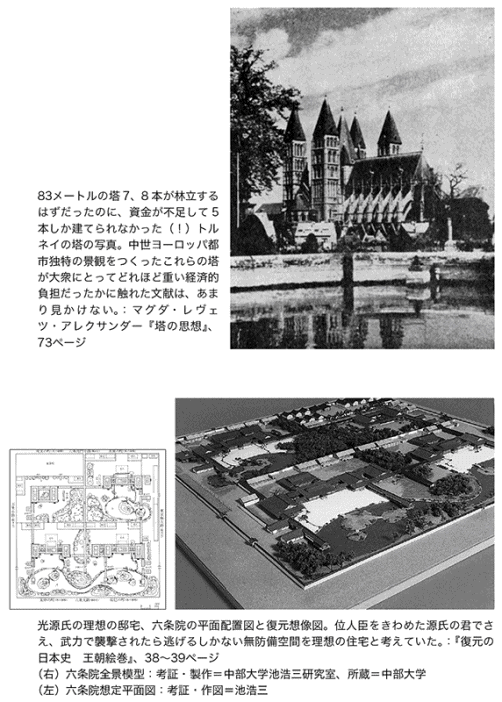 83メートルの塔7、8本が林立する
はずだったのに、資金が不足して5
本しか建てられなかった（！）トル
ネイの塔の写真。中世ヨーロッパ都
市独特の景観をつくったこれらの塔
が大衆にとってどれほど重い経済的
負担だったかに触れた文献は、あま
り見かけない。：マグダ・レヴェ
ツ・アレクサンダー『塔の思想』、
73ページ
光源氏の理想の邸宅、六条院の平面配置図と復元想像図。位人臣をきわめた源氏の君でさ
え、武力で襲撃されたら逃げるしかない無防備空間を理想の住宅と考えていた。：『復元の
日本史　王朝絵巻』、38〜39ページ
（右）六条院全景模型：考証・製作＝中部大学池浩三研究室、所蔵＝中部大学
（左）六条院想定平面図：考証・作図＝池浩三